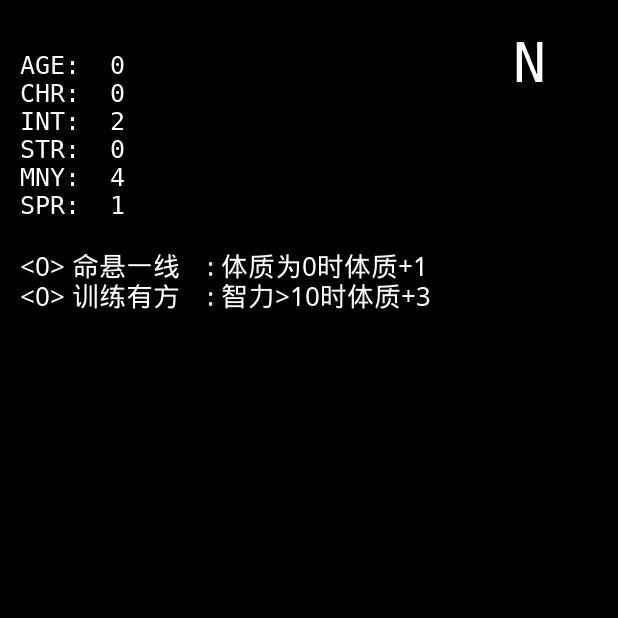 N
AGE: 0
CHR: 0
INT: 2
STR: 0
MNY: 4
SPR: 1
<0> 命悬一线 : 体质为0时体质+1
<0> 训练有方 : 智力>10时体质+3